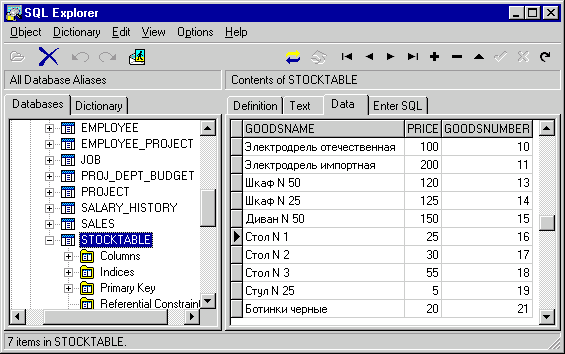 SQL Explorer
Object Dictionary Edit View Options Help
All Database Aliases
Contents of STOCKTABLE
Databases Dictionary
Definition Text Data Enter SQL
EMPLOYEE
EMPLOYEE_PROJECT
JOB
PROJ_DEPT_BUDGET
PROJECT
SALARY_HISTORY
SALES
STOCKTABLE
Columns
Indices
Primary Key
Referential Constraint
GOODSNAME PRICE GOODSNUMBER
Электродрель отечественная 100 10
Электродрель импортная 200 11
Шкаф N 50 120 13
Шкаф N 25 125 14
Диван N 50 150 15
Стол N 1 25 16
Стол N 2 30 17
Стол N 3 55 18
Стул N 25 5 19
Ботинки черные 20 21
7 items in STOCKTABLE.